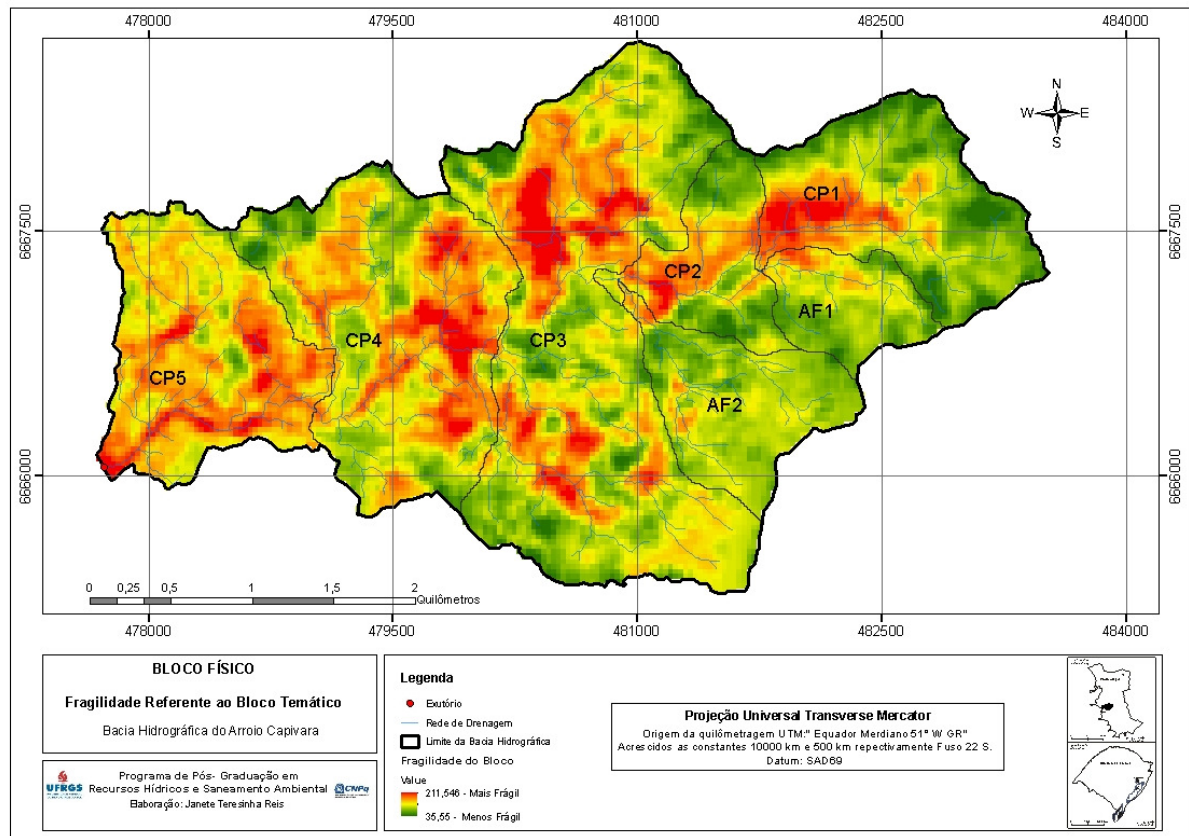 478000 479500 481000 482500 484000
N
W E
S
6667500 6667500
CP1
CP2
AF1
CP4 CP3
CP5
AF2
6666000 6666000
0 0,25 0,5 1 1,5 2
Quilômetros
478000 479500 481000 482500 484000
BLOCO FÍSICO
Fragilidade Referente ao Bloco Temático
Bacia Hidrográfica do Arroio Capivara
UFRGS
Programa de Pós- Graduação em
Recursos Hídricos e Saneamento Ambiental
Elaboração: Janete Teresinha Reis
CNPq
Legenda
Exutório
Rede de Drenagem
Limite da Bacia Hidrográfica
Fragilidade do Bloco
Value
211,546 - Mais Frágil
35,55 - Menos Frágil
Projeção Universal Transverse Mercator
Origem da quilômetragem UTM:" Equador Merdiano 51° W GR"
Acrescidos as constantes 10000 km e 500 km repectivamente Fuso 22 S.
Datum: SAD69